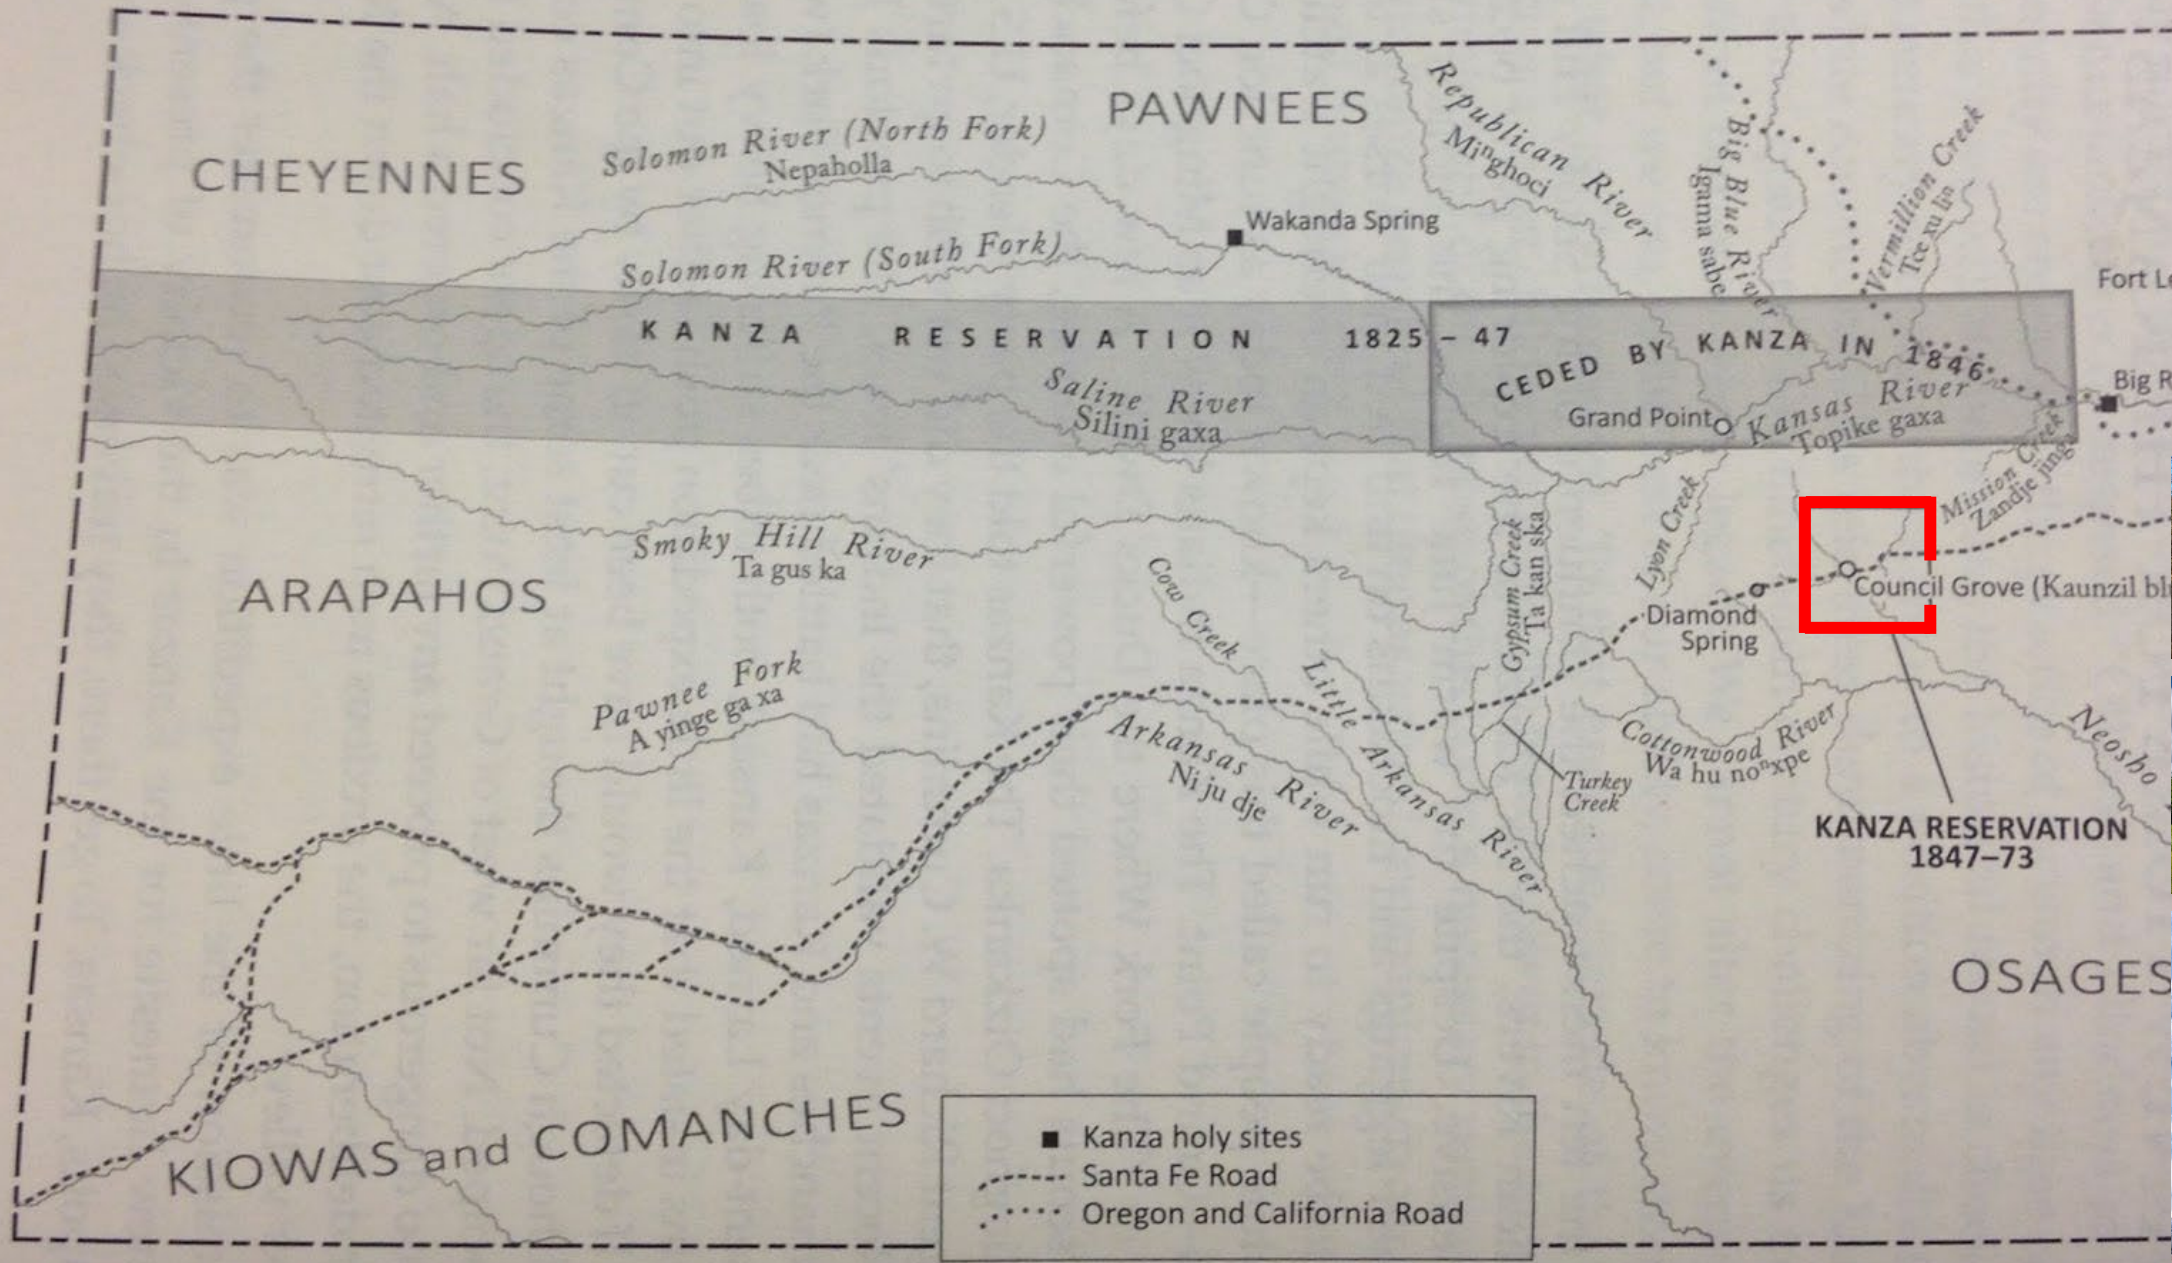 PAWNEES
CHEYENNES
Solomon River (North Fork)
Nepaholla
Republican River
Miⁿghoci
Big Blue River
Igama sabe
Vermillion Creek
Tce xu
Wakanda Spring
Solomon River (South Fork)
Fort
KANZA RESERVATION 1825 – 47
CEDED BY KANZA IN 1846
Saline River
Silini gaxa
Grand Point
Kansas River
Topike gaxa
Big
Mission Creek
Zandje jinga
Smoky Hill River
Ta gus ka
ARAPAHOS
Cow Creek
Gypsum Creek
Ta kan ska
Lyon Creek
Diamond
Spring
Council Grove (Kaunzil
Pawnee Fork
A yinge ga xa
Little Arkansas River
Arkansas River
Ni ju dje
Turkey
Creek
Cottonwood River
Wa hu noⁿxpe
Neosho
KANZA RESERVATION
1847–73
OSAGES
KIOWAS and COMANCHES
Kanza holy sites
Santa Fe Road
Oregon and California Road